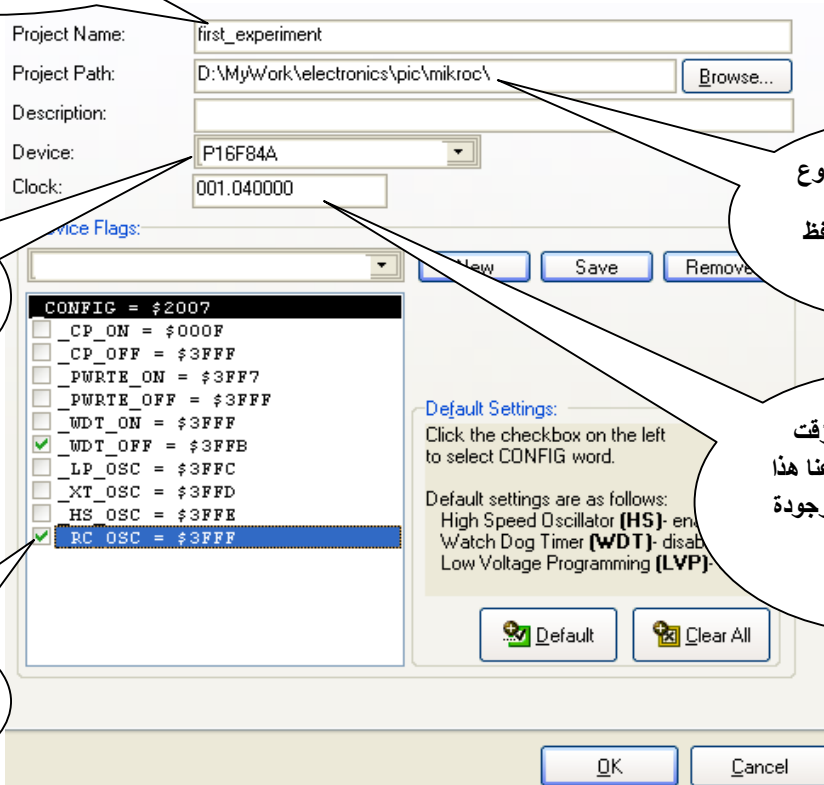 Project Name: first_experiment
Project Path: D:\MyWork\electronics\pic\mikroc\ Browse...
Description:
Device: P16F84A
Clock: 001.040000
Device Flags:
New Save Remove
_CONFIG = $2007
_CP_ON = $000F
_CP_OFF = $3FFF
_PWRTE_ON = $3FF7
_PWRTE_OFF = $3FFF
_WDT_ON = $3FFF
_WDT_OFF = $3FFB
_LP_OSC = $3FFC
_XT_OSC = $3FFD
_HS_OSC = $3FFE
_RC_OSC = $3FFF
Default Settings:
Click the checkbox on the left
to select CONFIG word.
Default settings are as follows:
High Speed Oscillator (HS)-
Watch Dog Timer (WDT)-
Low Voltage Programming (LVP)-
Default Clear All
هذا
OK Cancel